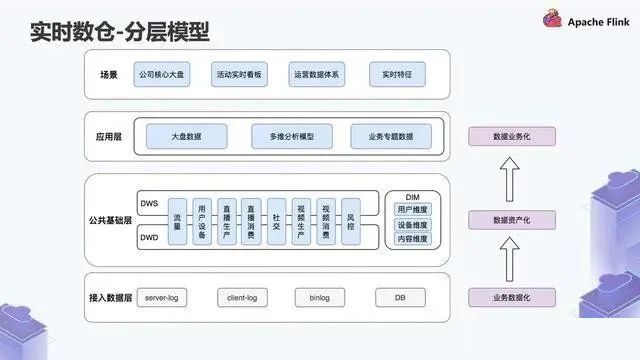 实时数仓-分层模型
Apache Flink
场景
公司核心大盘
活动实时看板
运营数据体系
实时特征
应用层
大盘数据
多维分析模型
业务专题数据
数据业务化
公共基础层
DWS
DWD
流量
用户设备
直播生产
直播消费
社交
视频生产
视频消费
风控
DIM
用户维度
设备维度
内容维度
数据资产化
接入数据层
server-log
client-log
binlog
DB
业务数据化